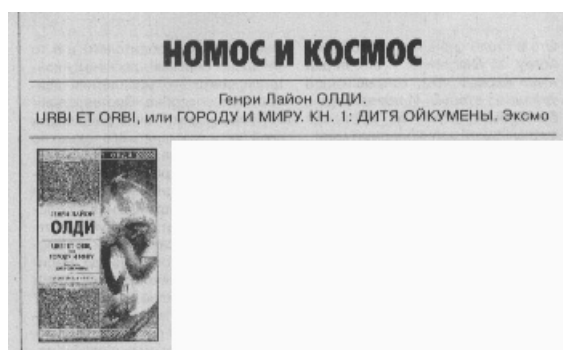 НОМОС И КОСМОС
Генри Лайон ОЛДИ.
URBI ET ORBI, или ГОРОДУ И МИРУ. КН. 1: ДИТЯ ОЙКУМЕНЫ. Эксмо
ГЕНРИ ЛАЙОН
ОЛДИ
URBI ET ORBI,
ИЛИ
ГОРОДУ И МИРУ